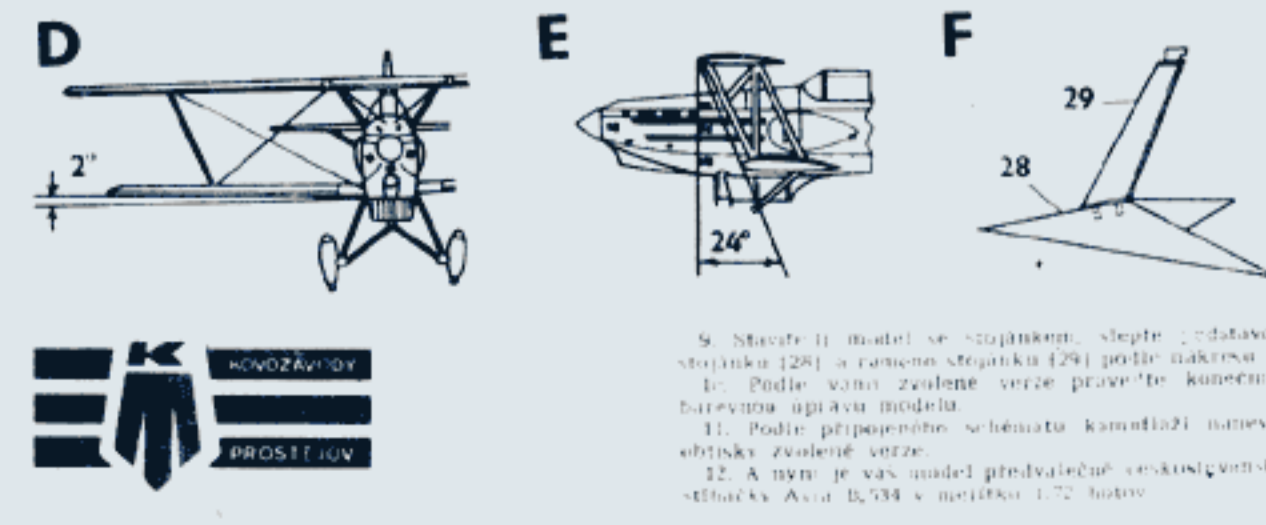 D
E
F
2°
24°
29
28
KOVOZÁVODY
PROSTĚJOV
9. Stavíte-li model se stojánkem, slepte
stojánku (28) a rameno stojánku (29) podle nákresu
10. Podle vámi zvolené verze proveďte
barevnou úpravu modelu.
11. Podle připojeného schématu kamufláží
obtisky zvolené verze.
12. A nyní je váš model předválečné
stíhačky Avia B.534 v měřítku 1:72 hotov